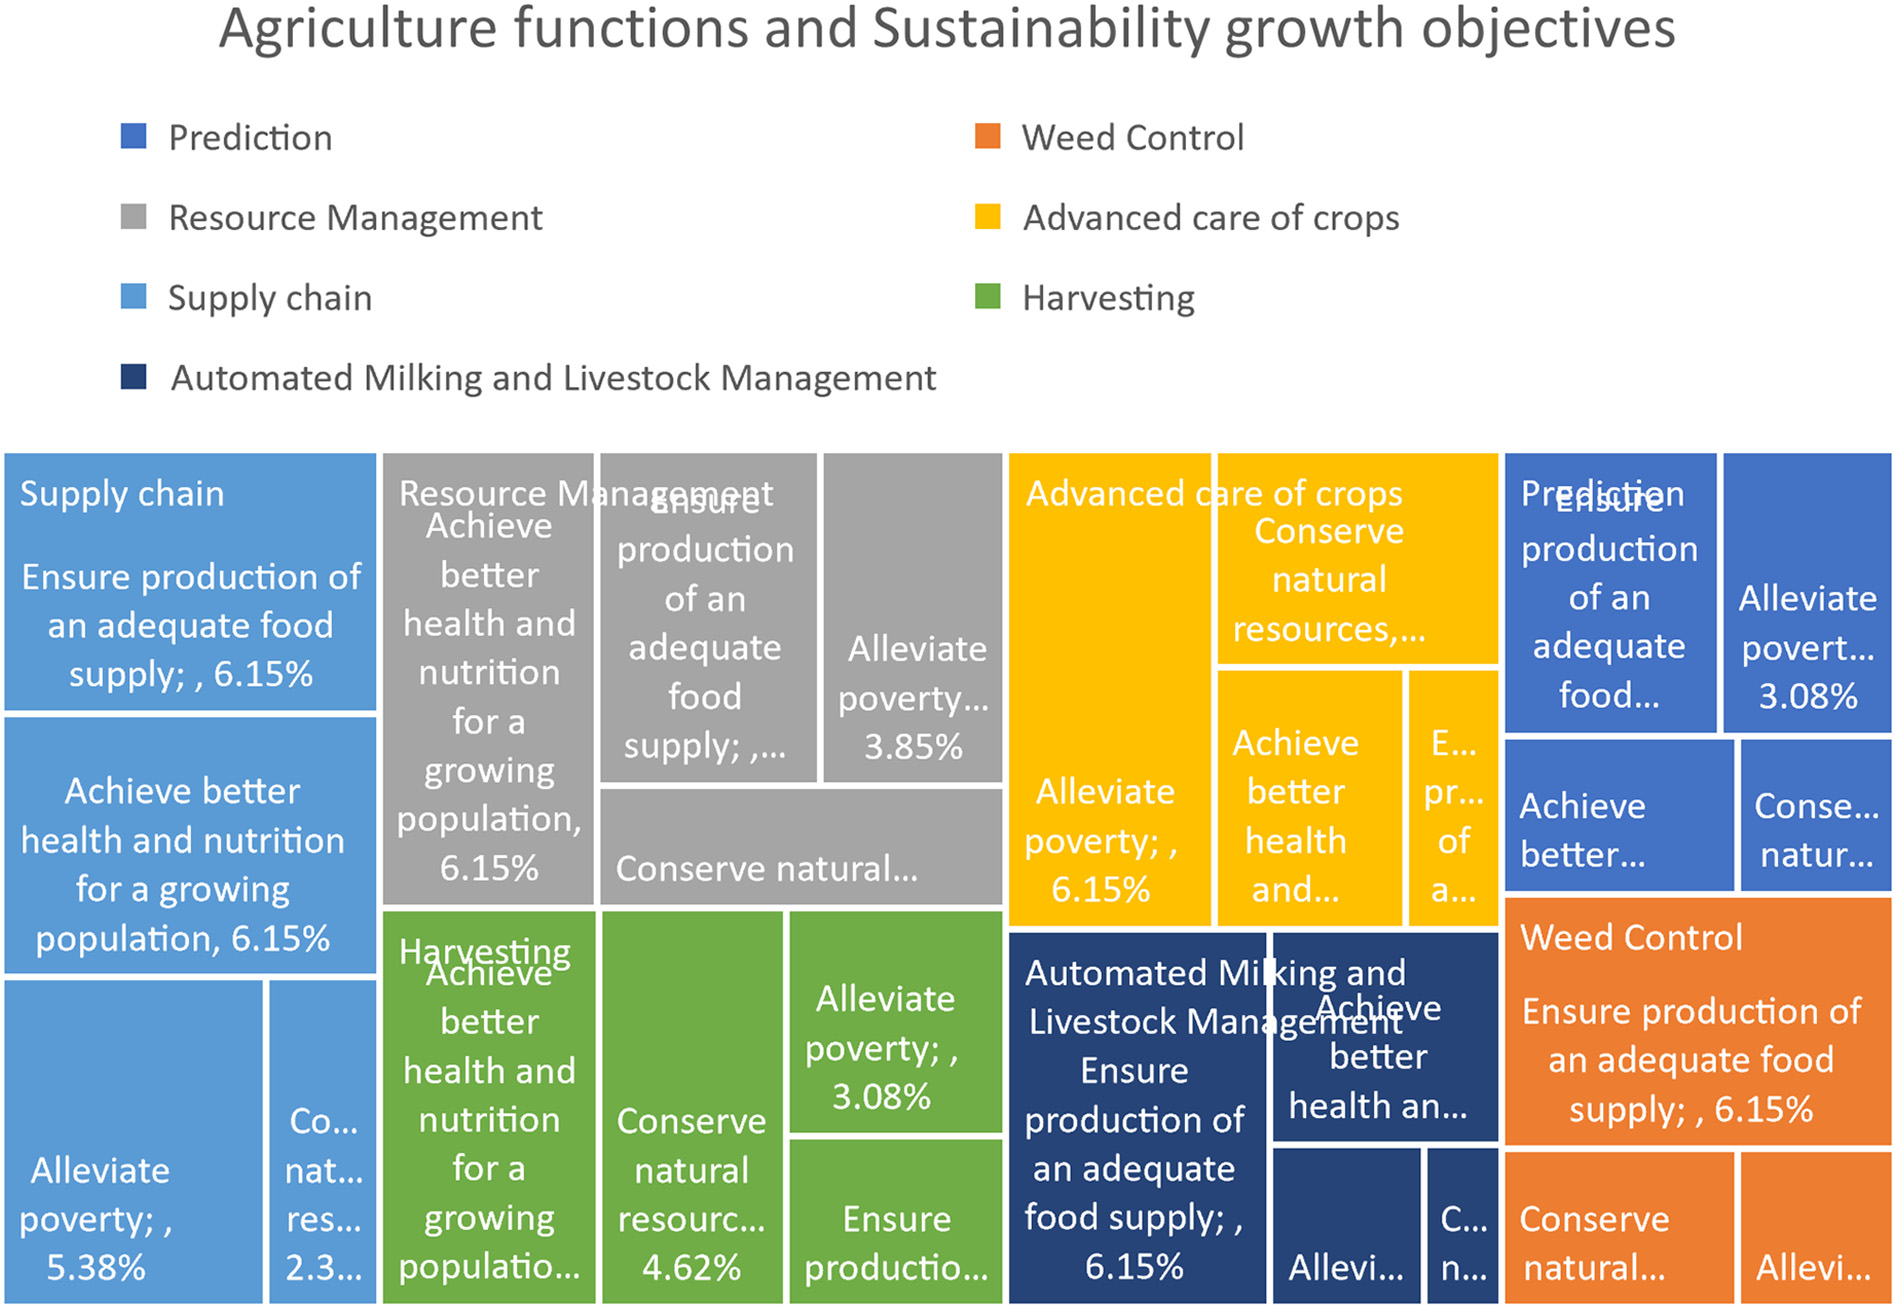 Agriculture functions and Sustainability growth objectives
Prediction
Weed Control
Resource Management
Advanced care of crops
Supply chain
Harvesting
Automated Milking and Livestock Management
Supply chain
Ensure production of
an adequate food
supply; , 6.15%
Achieve better
health and nutrition
for a growing
population, 6.15%
Alleviate
poverty; ,
5.38%
Co...
nat...
res...
2.3...
Resource Management
Achieve
better
health and
nutrition
for a
growing
population,
6.15%
Ensure
production
of an
adequate
food
supply; ,...
Alleviate
poverty...
3.85%
Conserve natural...
Harvesting
Achieve
better
health and
nutrition
for a
growing
populatio...
Conserve
natural
resourc...
4.62%
Alleviate
poverty; ,
3.08%
Ensure
productio...
Advanced care of crops
Alleviate
poverty; ,
6.15%
Conserve
natural
resources,...
Achieve
better
health
and...
E...
pr...
of
a...
Automated Milking and
Livestock Management
Ensure
production of
an adequate
food supply; ,
6.15%
Achieve
better
health an...
Allevi...
C...
n...
Prediction
Ensure
production
of an
adequate
food...
Alleviate
povert...
3.08%
Achieve
better...
Conse...
natur...
Weed Control
Ensure production of
an adequate food
supply; , 6.15%
Conserve
natural...
Allevi...